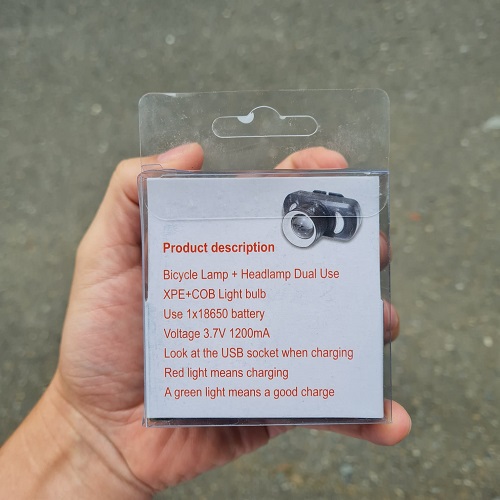 Product description
Bicycle Lamp + Headlamp Dual Use
XPE+COB Light bulb
Use 1x18650 battery
Voltage 3.7V 1200mA
Look at the USB socket when charging
Red light means charging
A green light means a good charge